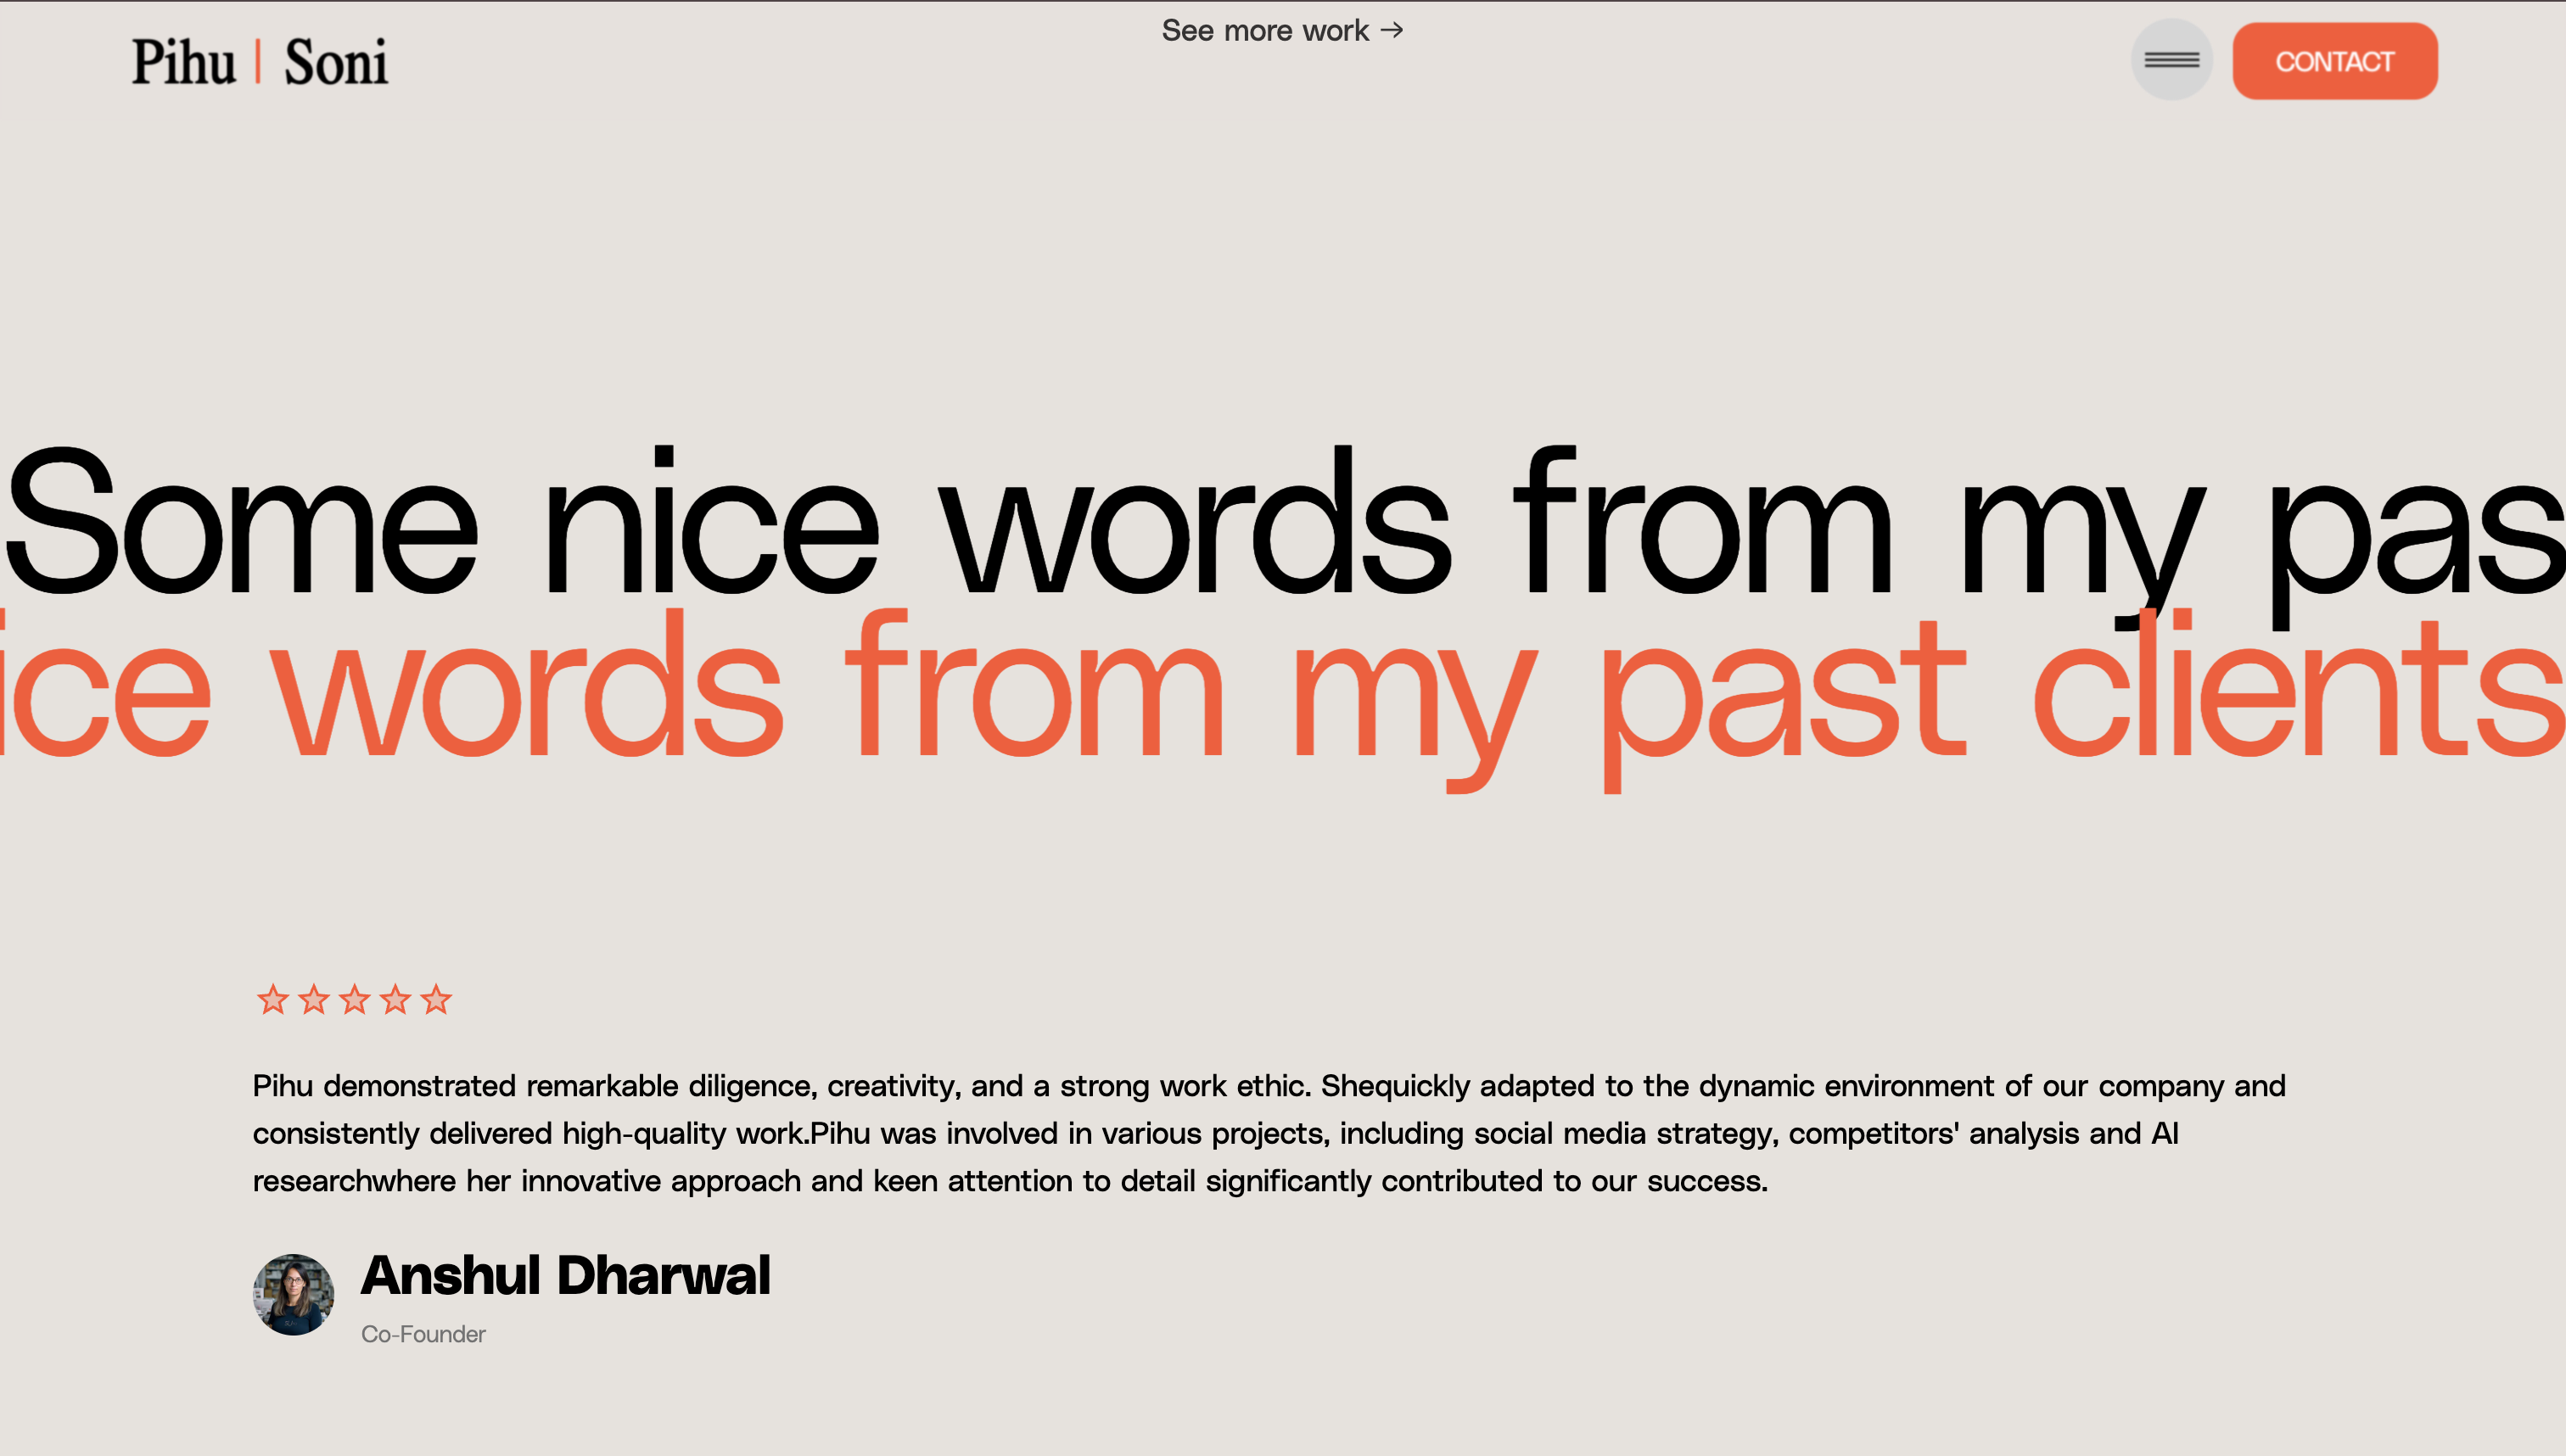 See more work →
Pihu | Soni
CONTACT
Some nice words from my pas
ice words from my past clients
Pihu demonstrated remarkable diligence, creativity, and a strong work ethic. Shequickly adapted to the dynamic environment of our company and
consistently delivered high-quality work.Pihu was involved in various projects, including social media strategy, competitors' analysis and AI
researchwhere her innovative approach and keen attention to detail significantly contributed to our success.
Anshul Dharwal
Co-Founder